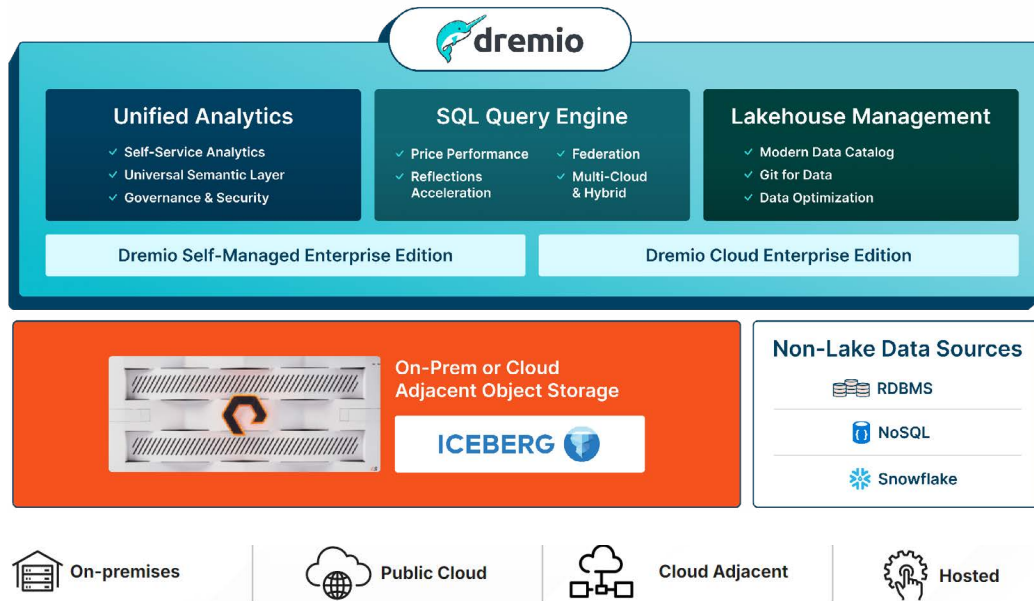 dremio
Unified Analytics
Self-Service Analytics
Universal Semantic Layer
Governance & Security
SQL Query Engine
Price Performance
Reflections
Acceleration
Federation
Multi-Cloud
& Hybrid
Lakehouse Management
Modern Data Catalog
Git for Data
Data Optimization
Dremio Self-Managed Enterprise Edition
Dremio Cloud Enterprise Edition
On-Prem or Cloud
Adjacent Object Storage
ICEBERG
Non-Lake Data Sources
RDBMS
NoSQL
Snowflake
On-premises
Public Cloud
Cloud Adjacent
Hosted